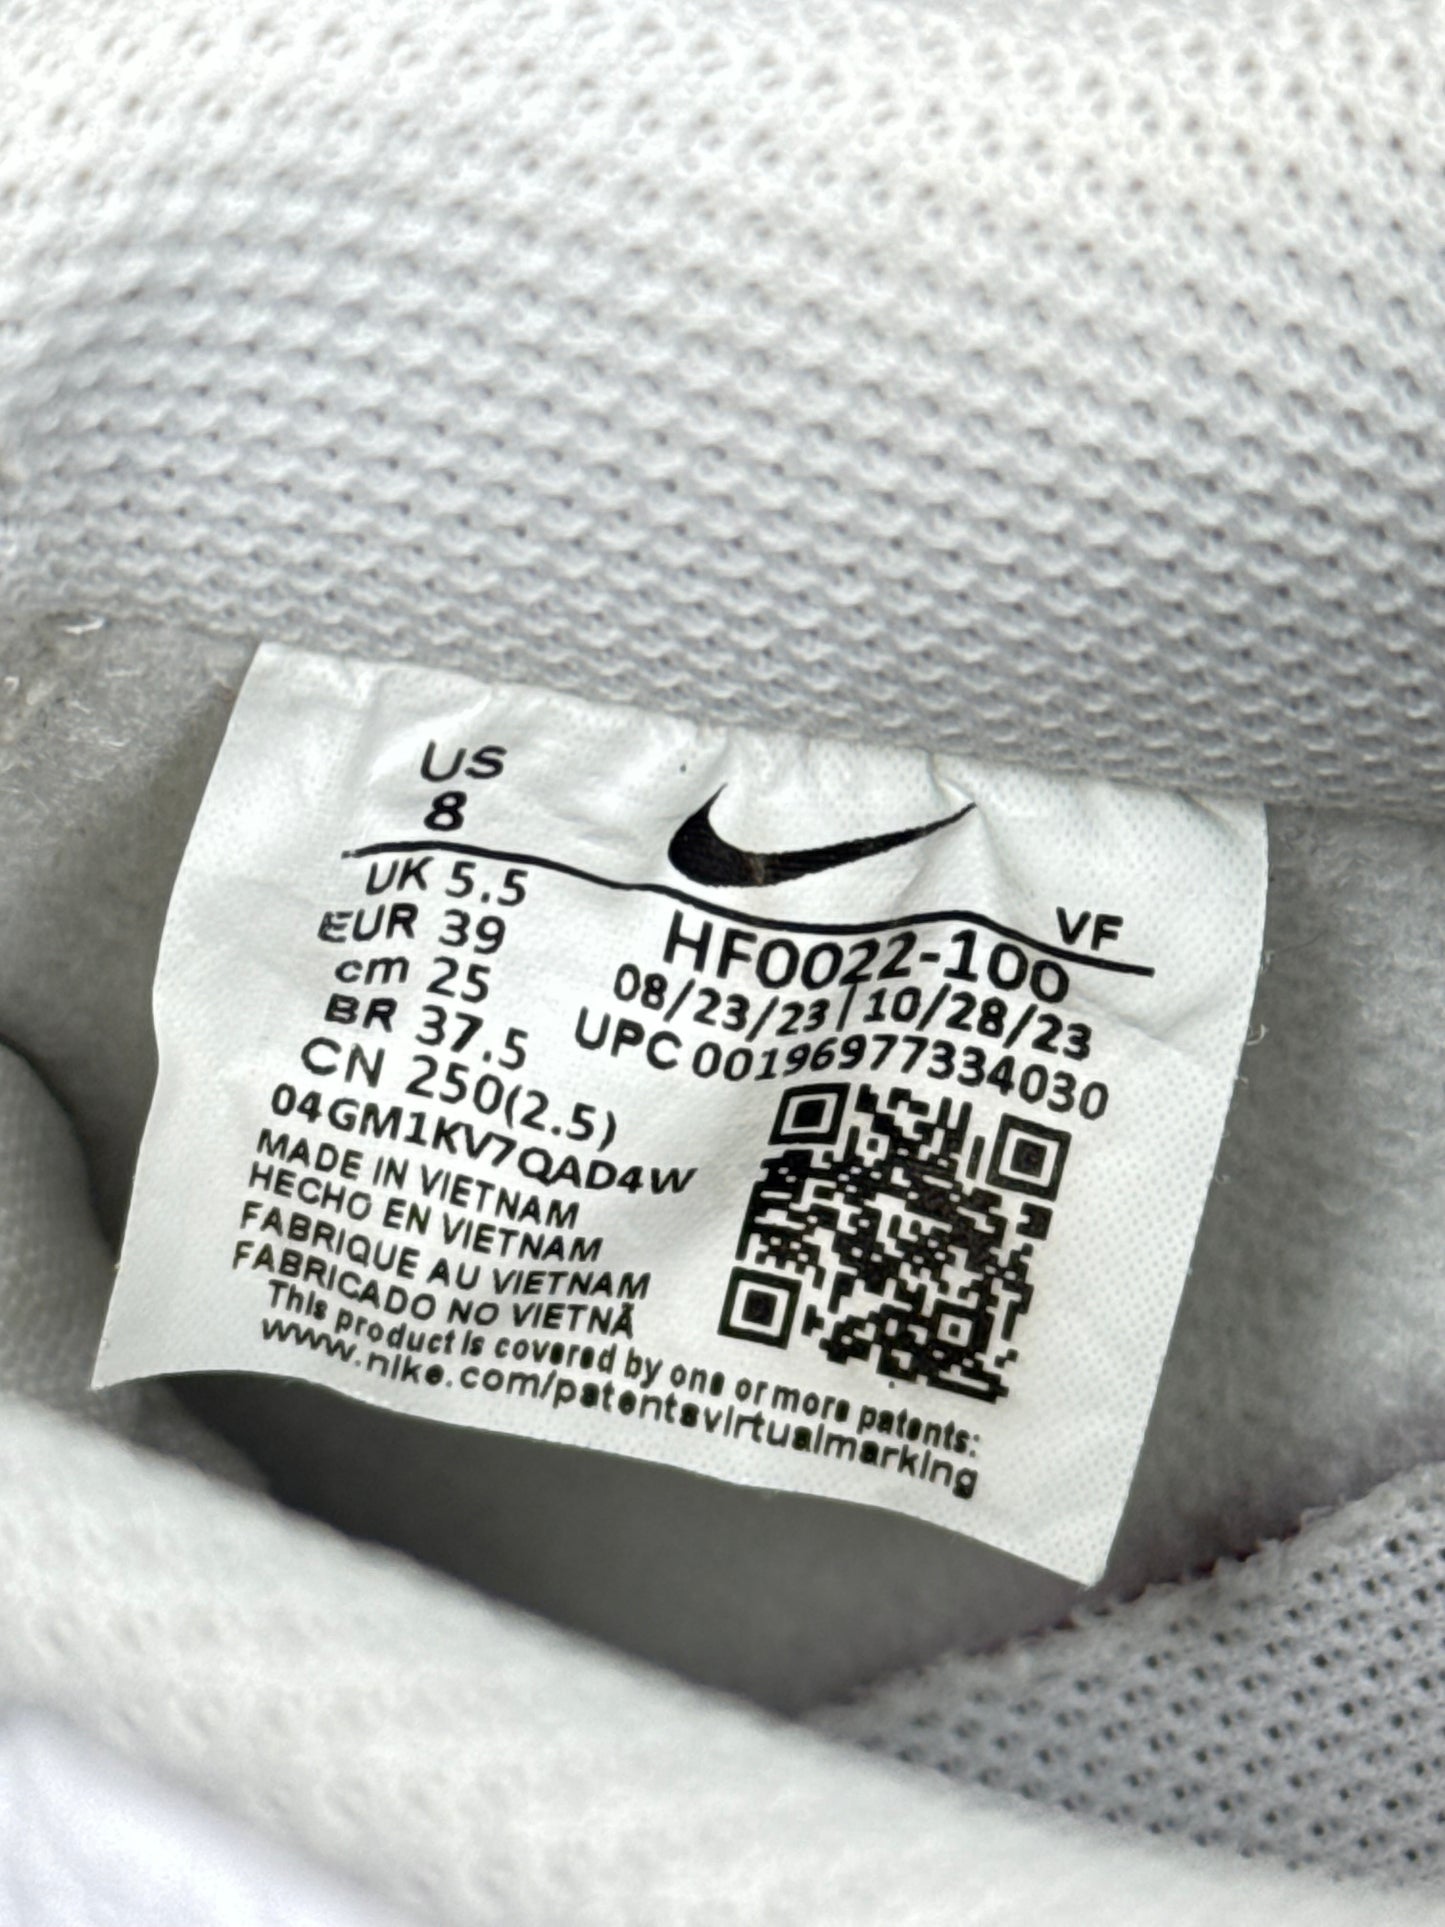 US
8
VF
UK 5.5
EUR 39
cm 25
BR 37.5
CN 250(2.5)
HF0022-100
08/23/23 | 10/28/23
UPC 00196977334030
04GM1KV7QAD4W
MADE IN VIETNAM
HECHO EN VIETNAM
FABRIQUE AU VIETNAM
FABRICADO NO VIETNÃ
This product is covered by one or more patents:
www.nike.com/patentsvirtualmarking